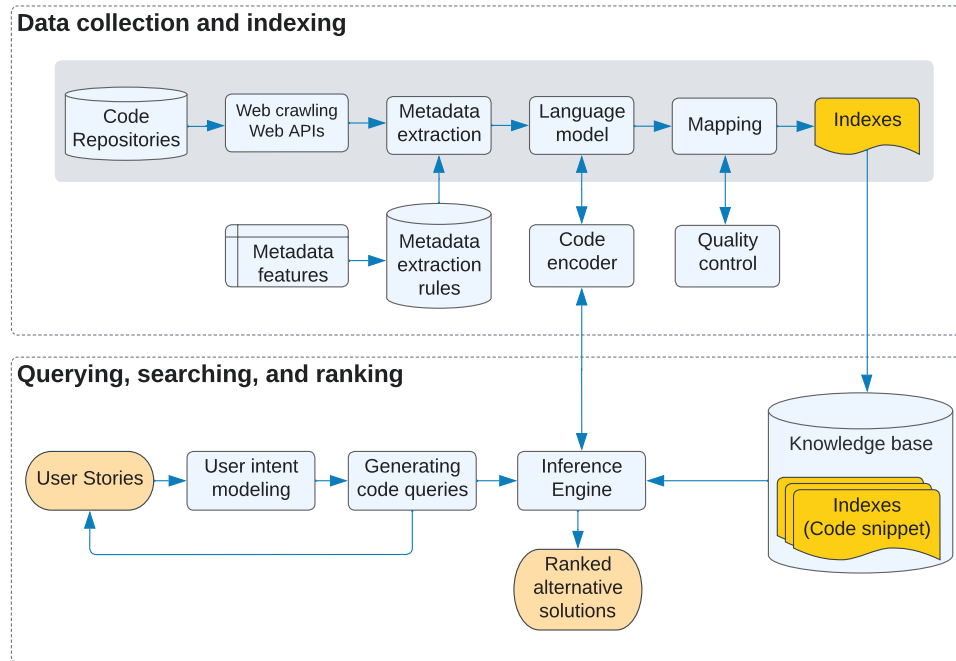 Data collection and indexing
Code
Repositories
Web crawling
Web APIs
Metadata
extraction
Language
model
Mapping
Indexes
Metadata
features
Metadata
extraction
rules
Code
encoder
Quality
control
Querying, searching, and ranking
User Stories
User intent
modeling
Generating
code queries
Inference
Engine
Knowledge base
Indexes
(Code snippet)
Ranked
alternative
solutions